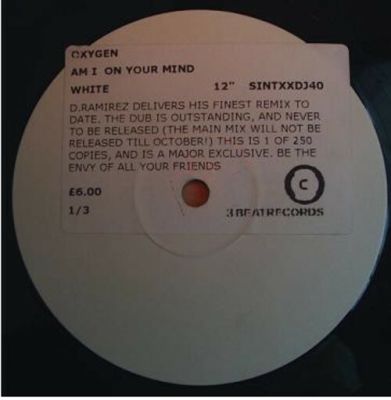 OXYGEN
AM I ON YOUR MIND
WHITE 12" SINTXXDJ40
D.RAMIREZ DELIVERS HIS FINEST REMIX TO
DATE. THE DUB IS OUTSTANDING, AND NEVER
TO BE RELEASED (THE MAIN MIX WILL NOT BE
RELEASED TILL OCTOBER!) THIS IS 1 OF 250
COPIES, AND IS A MAJOR EXCLUSIVE. BE THE
ENVY OF ALL YOUR FRIENDS
C
£6.00
1/3 3 BEAT RECORDS